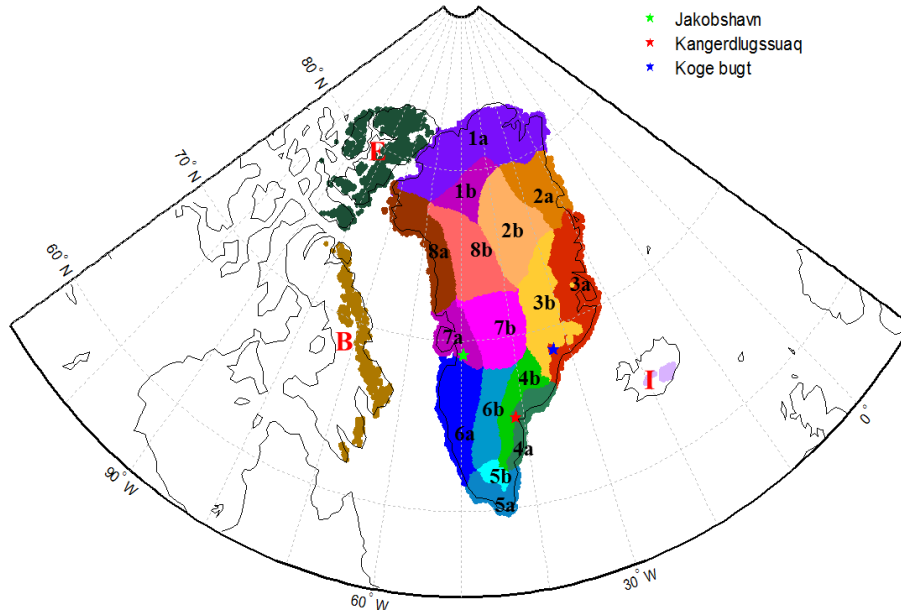 Jakobshavn
Kangerdlugssuaq
Koge bugt
80° N
70° N
60° N
E
1a
1b
2a
2b
8a
8b
3a
3b
B
7a
7b
I
4b
6b
6a
4a
5b
5a
0°
90° W
30° W
60° W